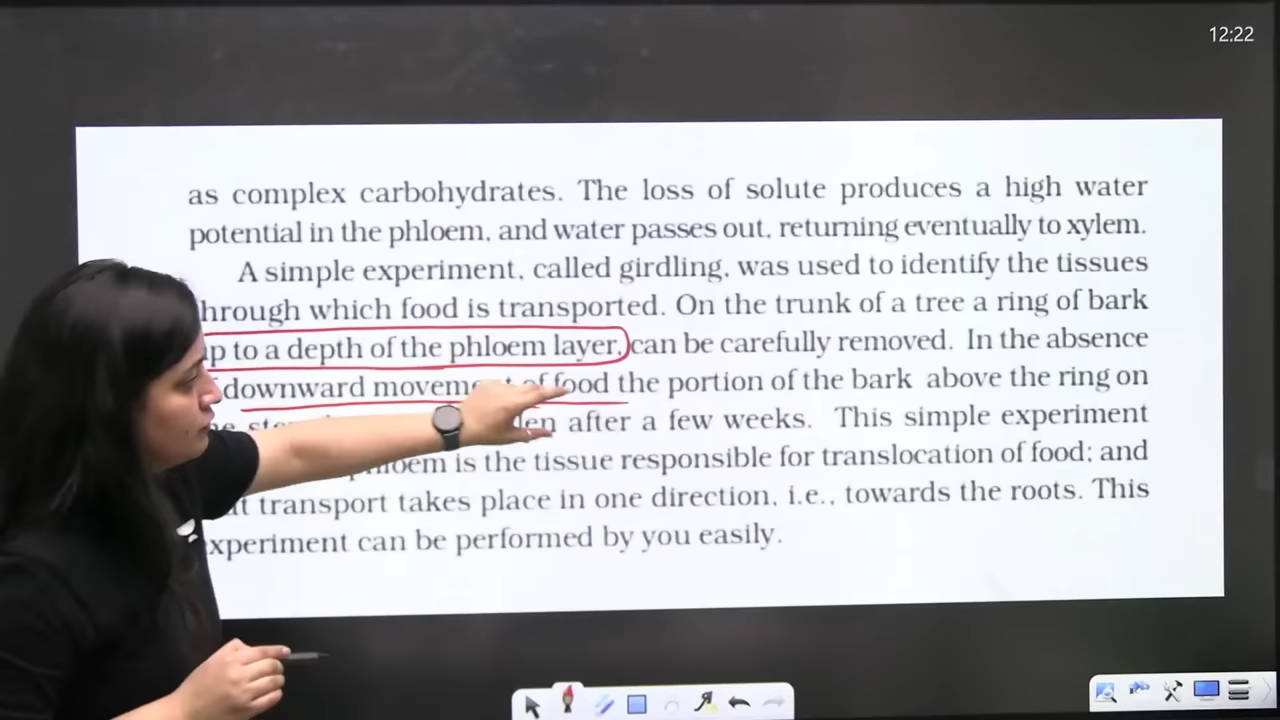 12:22
as complex carbohydrates. The loss of solute produces a high water
potential in the phloem, and water passes out, returning eventually to xylem.
A simple experiment, called girdling, was used to identify the tissues
hrough which food is transported. On the trunk of a tree a ring of bark
p to a depth of the phloem layer, can be carefully removed. In the absence
downward movement of food the portion of the bark above the ring on
after a few weeks. This simple experiment
phloem is the tissue responsible for translocation of food; and
transport takes place in one direction, i.e., towards the roots. This
xperiment can be performed by you easily.